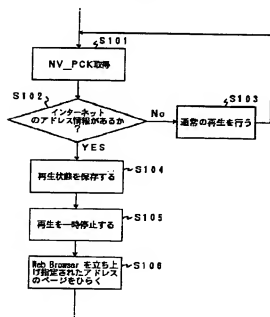 S101
NV_PCK取得
S102
インターネット
のアドレス情報があるか
?
No
S103
通常の再生を行う
YES
S104
再生状態を保存する
S105
再生を一時停止する
S106
Web Browser を立ち上
げ指定されたアドレス
のページをひらく